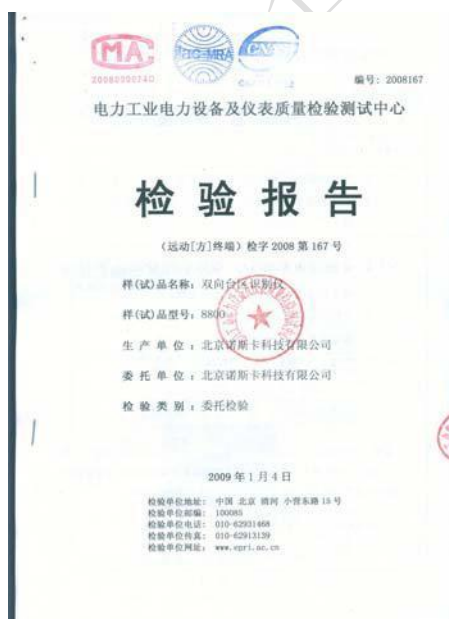 MA
ILAC-MRA
CNAS
编号: 2008167
电力工业电力设备及仪表质量检验测试中心
检 验 报 告
（远动[方]终端）检字 2008 第 167 号
样(试)品名称：双向台区识别仪
样(试)品型号：8800
生 产 单 位 ：北京诺斯卡科技有限公司
委 托 单 位 ：北京诺斯卡科技有限公司
检 验 类 别 ：委托检验
2009 年 1 月 4 日
检验单位地址： 中国 北京 清河 小营东路 15 号
检验单位邮编： 100085
检验单位电话： 010-62931468
检验单位传真： 010-62913139
检验单位网址： www.epri.ac.cn